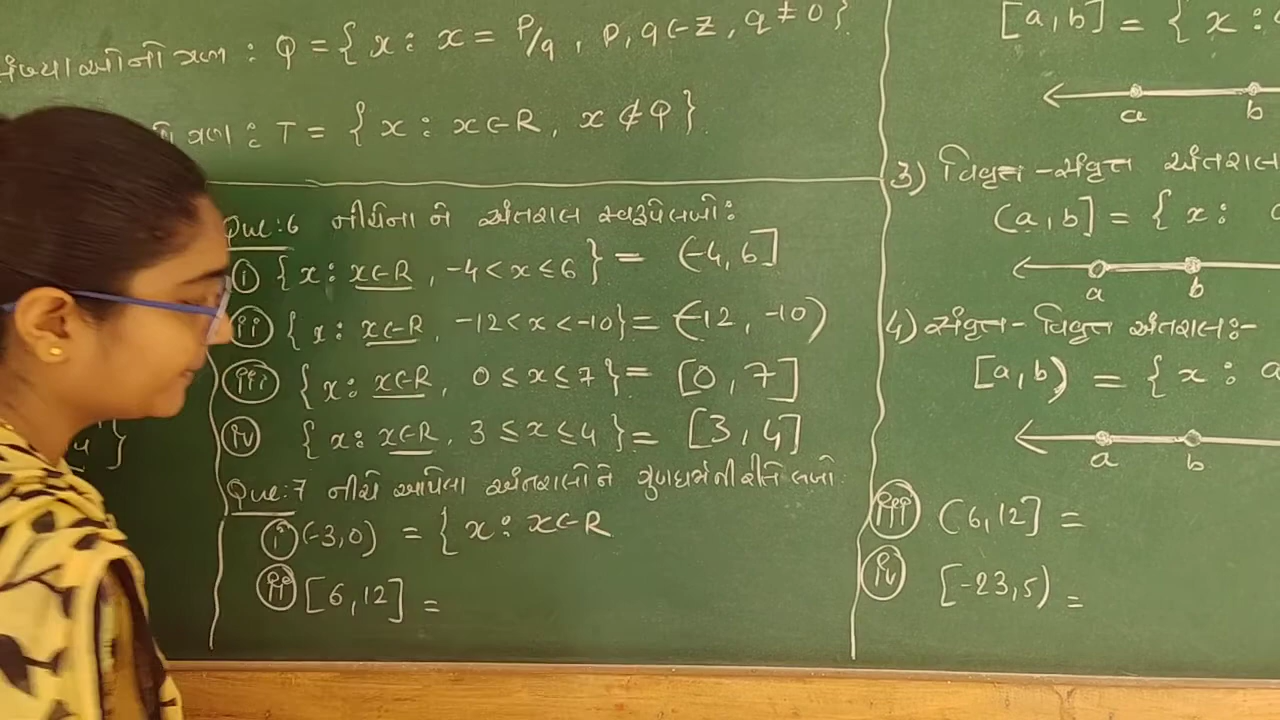 સંખ્યાઓનો ગણ : Q = { x : x = P/q , p, q ∈ Z , q ≠ 0 }
ગણ : T = { x : x ∈ R , x ∉ Q }
Que:6 નીચેના ને અંતરાલ સ્વરૂપે લખો :
i { x : x ∈ R , -4 < x ≤ 6 } = (-4, 6]
ii { x : x ∈ R , -12 < x < -10 } = (-12 , -10)
iii { x : x ∈ R , 0 ≤ x ≤ 7 } = [0 , 7]
iv { x : x ∈ R , 3 ≤ x ≤ 4 } = [3 , 4]
4 }
Que:7 નીચે આપેલા અંતરાલોને ગુણધર્મની રીતે લખો
i (-3, 0) = { x : x ∈ R
ii [6, 12] =
[a, b] = { x :
a b
3) વિવૃત્ત - સંવૃત્ત અંતરાલ
(a, b] = { x : a
a b
4) સંવૃત્ત - વિવૃત્ત અંતરાલ :-
[a, b) = { x : a
a b
iii (6, 12] =
iv [-23, 5) =